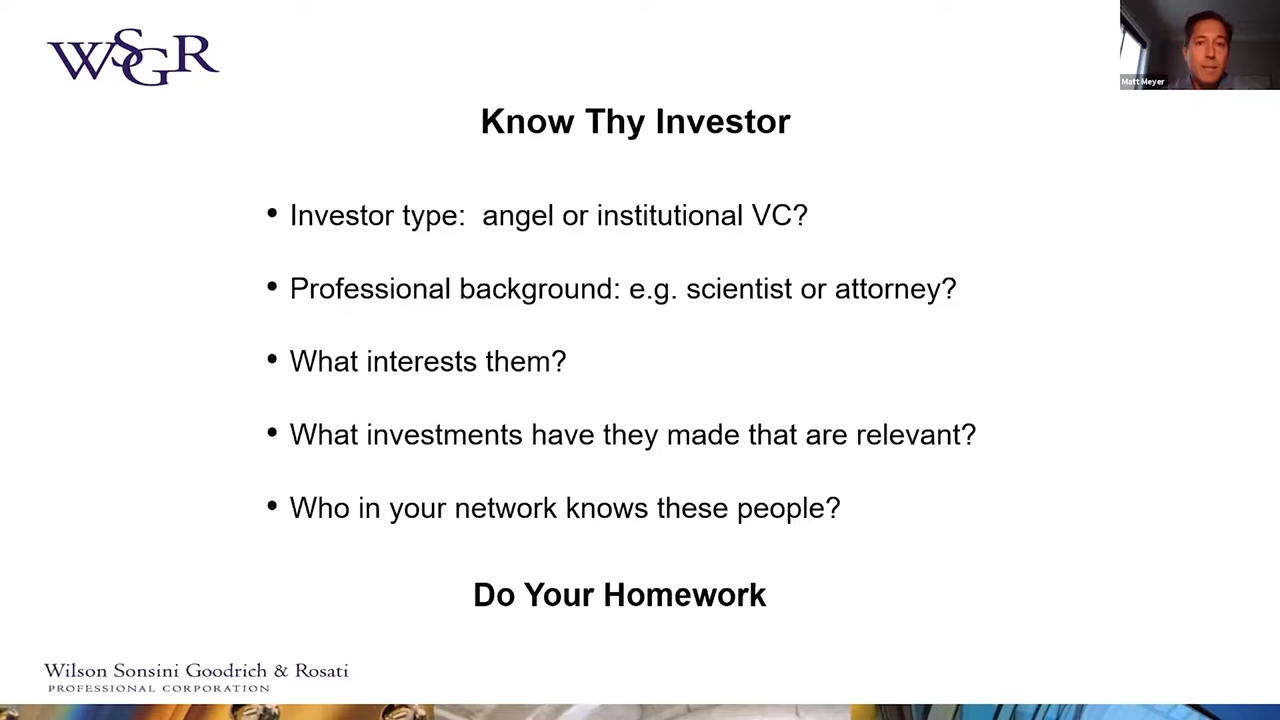 WSGR
Matt Meyer
Know Thy Investor
• Investor type:  angel or institutional VC?
• Professional background: e.g. scientist or attorney?
• What interests them?
• What investments have they made that are relevant?
• Who in your network knows these people?
Do Your Homework
Wilson Sonsini Goodrich & Rosati
PROFESSIONAL CORPORATION